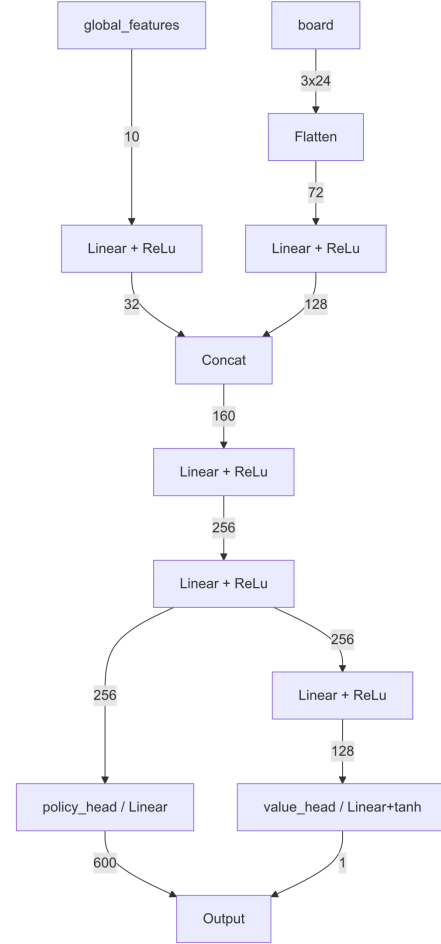 global_features
board
3x24
10
Flatten
72
Linear + ReLu
Linear + ReLu
32
128
Concat
160
Linear + ReLu
256
Linear + ReLu
256
256
Linear + ReLu
128
policy_head / Linear
value_head / Linear+tanh
600
1
Output